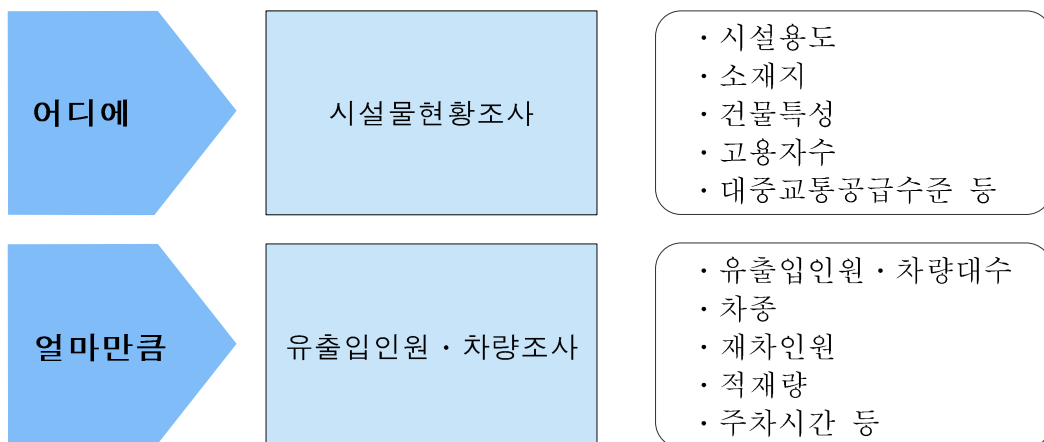 어디에
시설물현황조사
· 시설용도
· 소재지
· 건물특성
· 고용자수
· 대중교통공급수준 등
얼마만큼
유출입인원 · 차량조사
· 유출입인원 · 차량대수
· 차종
· 재차인원
· 적재량
· 주차시간 등